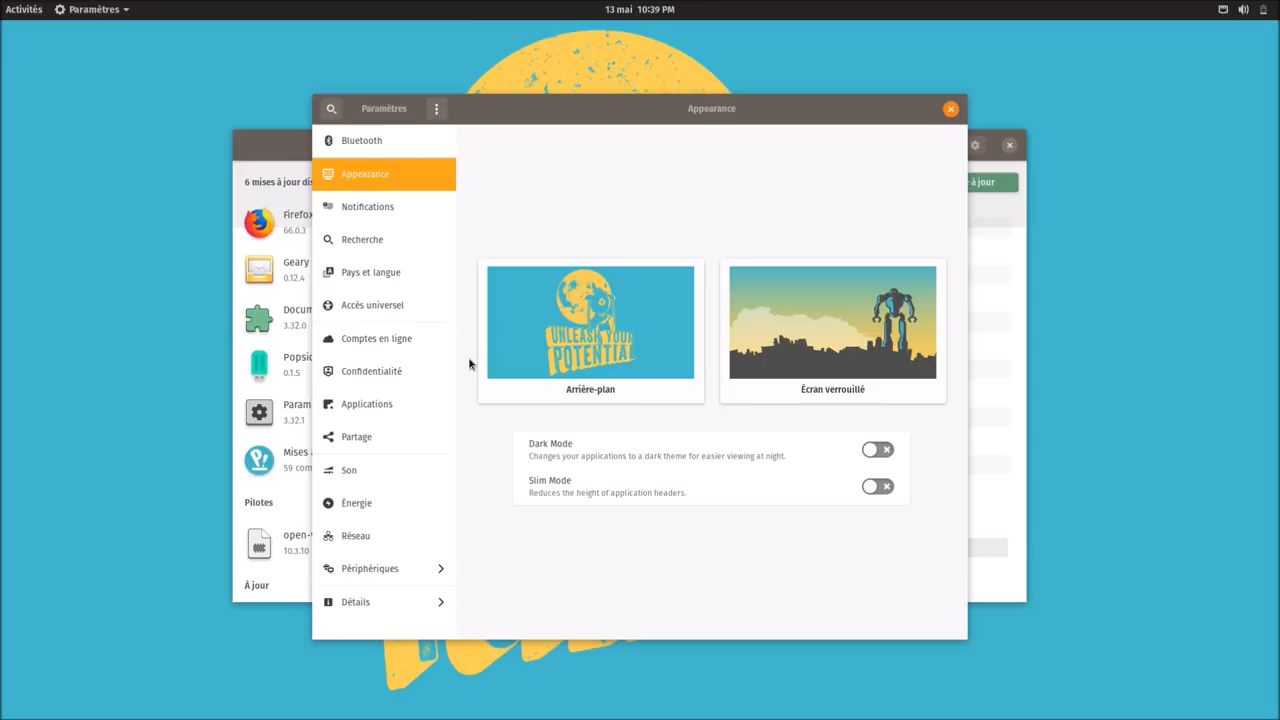 Activités
Paramètres
13 mai 10:39 PM
Paramètres
Appearance
Bluetooth
Appearance
Notifications
Recherche
Pays et langue
Accès universel
Comptes en ligne
Confidentialité
Applications
Partage
Son
Énergie
Réseau
Périphériques
Détails
UNLEASH YOUR
POTENTIAL
Arrière-plan
Écran verrouillé
Dark Mode
Changes your applications to a dark theme for easier viewing at night.
Slim Mode
Reduces the height of application headers.
6 mises à jour dis
à jour
Firefox
66.0.3
Geary
0.12.4
Docum
3.32.0
Popsic
0.1.5
Param
3.32.1
Mises
59 com
Pilotes
open-v
10.3.10
À jour